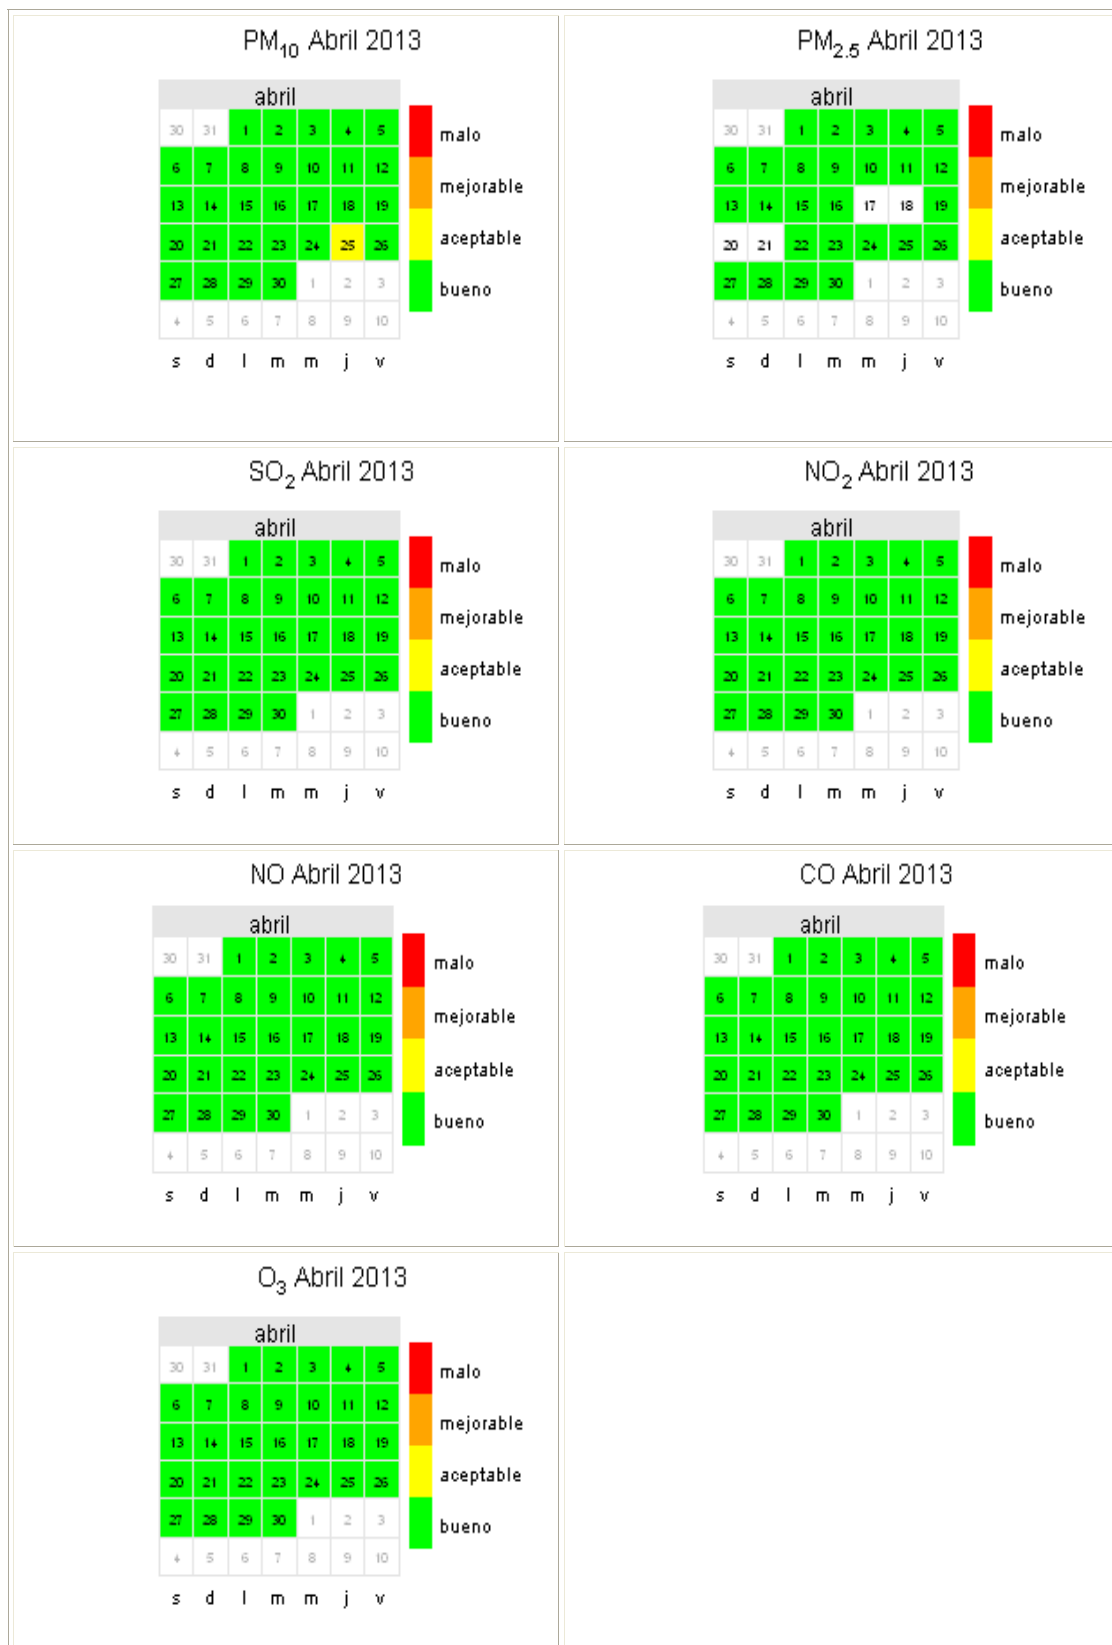 PM10 Abril 2013
abril
30 31 1 2 3 4 5
6 7 8 9 10 11 12
13 14 15 16 17 18 19
20 21 22 23 24 25 26
27 28 29 30 1 2 3
4 5 6 7 8 9 10
s d l m m j v
malo
mejorable
aceptable
bueno
PM2.5 Abril 2013
abril
30 31 1 2 3 4 5
6 7 8 9 10 11 12
13 14 15 16 17 18 19
20 21 22 23 24 25 26
27 28 29 30 1 2 3
4 5 6 7 8 9 10
s d l m m j v
malo
mejorable
aceptable
bueno
SO2 Abril 2013
abril
30 31 1 2 3 4 5
6 7 8 9 10 11 12
13 14 15 16 17 18 19
20 21 22 23 24 25 26
27 28 29 30 1 2 3
4 5 6 7 8 9 10
s d l m m j v
malo
mejorable
aceptable
bueno
NO2 Abril 2013
abril
30 31 1 2 3 4 5
6 7 8 9 10 11 12
13 14 15 16 17 18 19
20 21 22 23 24 25 26
27 28 29 30 1 2 3
4 5 6 7 8 9 10
s d l m m j v
malo
mejorable
aceptable
bueno
NO Abril 2013
abril
30 31 1 2 3 4 5
6 7 8 9 10 11 12
13 14 15 16 17 18 19
20 21 22 23 24 25 26
27 28 29 30 1 2 3
4 5 6 7 8 9 10
s d l m m j v
malo
mejorable
aceptable
bueno
CO Abril 2013
abril
30 31 1 2 3 4 5
6 7 8 9 10 11 12
13 14 15 16 17 18 19
20 21 22 23 24 25 26
27 28 29 30 1 2 3
4 5 6 7 8 9 10
s d l m m j v
malo
mejorable
aceptable
bueno
O3 Abril 2013
abril
30 31 1 2 3 4 5
6 7 8 9 10 11 12
13 14 15 16 17 18 19
20 21 22 23 24 25 26
27 28 29 30 1 2 3
4 5 6 7 8 9 10
s d l m m j v
malo
mejorable
aceptable
bueno